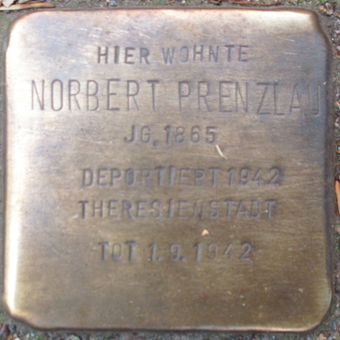 HIER WOHNTE
NORBERT PRENZLAU
JG. 1865
DEPORTIERT 1942
THERESIENSTADT
TOT 1.9.1942